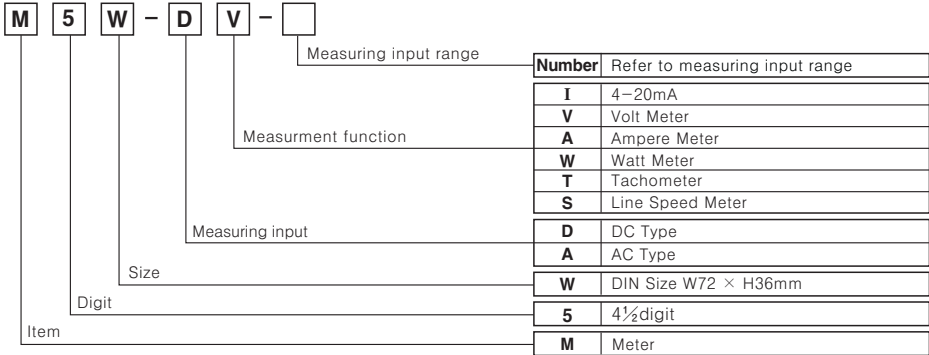 M 5 W - D V -
Measuring input range
Number Refer to measuring input range
I 4-20mA
V Volt Meter
Measurment function
A Ampere Meter
W Watt Meter
T Tachometer
S Line Speed Meter
Measuring input
D DC Type
A AC Type
Size
W DIN Size W72 × H36mm
Digit
5 4½digit
Item
M Meter